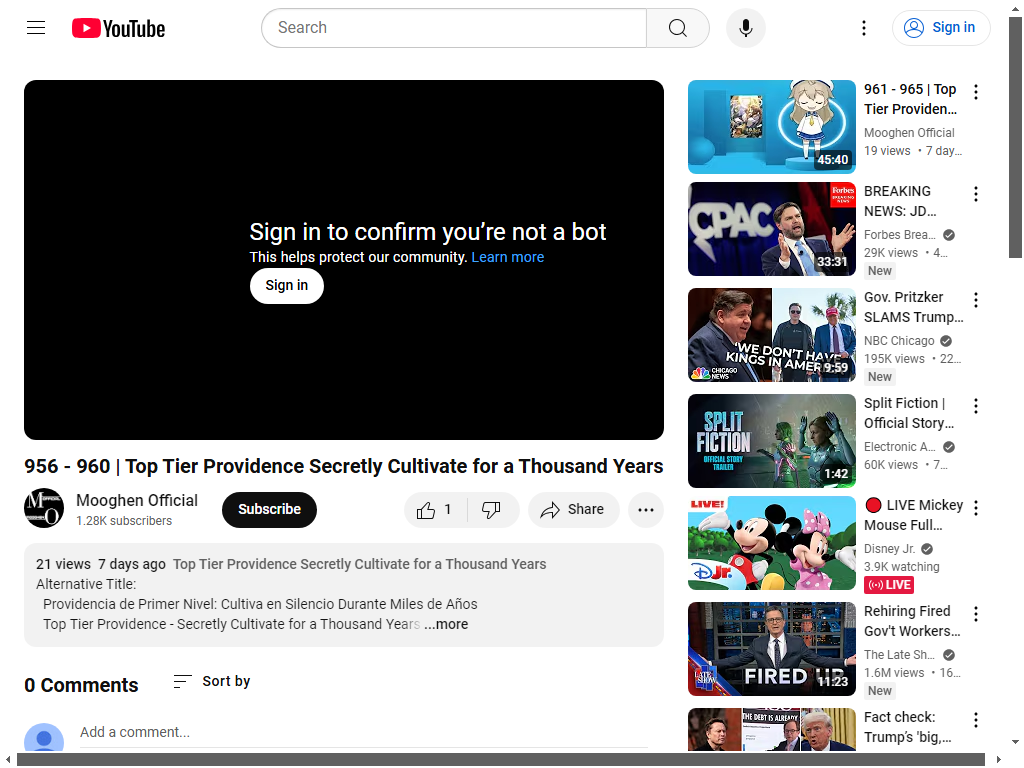 YouTube
Search
Sign in
Sign in to confirm you’re not a bot
This helps protect our community. Learn more
Sign in
956 - 960 | Top Tier Providence Secretly Cultivate for a Thousand Years
Mooghen Official
1.28K subscribers
Subscribe
1
Share
21 views 7 days ago Top Tier Providence Secretly Cultivate for a Thousand Years
Alternative Title:
Providencia de Primer Nivel: Cultiva en Silencio Durante Miles de Años
Top Tier Providence - Secretly Cultivate for a Thousand Years ...more
0 Comments
Sort by
Add a comment...
45:40
961 - 965 | Top
Tier Providen...
Mooghen Official
19 views • 7 day...
CPAC
Forbes
BREAKING
NEWS
33:31
BREAKING
NEWS: JD...
Forbes Brea...
29K views • 4...
New
"WE DON'T HAVE
KINGS IN AMER
CHICAGO
NEWS
9:59
Gov. Pritzker
SLAMS Trump...
NBC Chicago
195K views • 22...
New
SPLIT
FICTION
OFFICIAL STORY
TRAILER
1:42
Split Fiction |
Official Story...
Electronic A...
60K views • 7...
LIVE!
Disney Jr.
🔴 LIVE Mickey
Mouse Full...
Disney Jr.
3.9K watching
LIVE
LATE SHOW
FIRED UP
11:23
Rehiring Fired
Gov't Workers...
The Late Sh...
1.6M views • 16...
New
THE DEBT IS ALREADY
Fact check:
Trump’s 'big,...